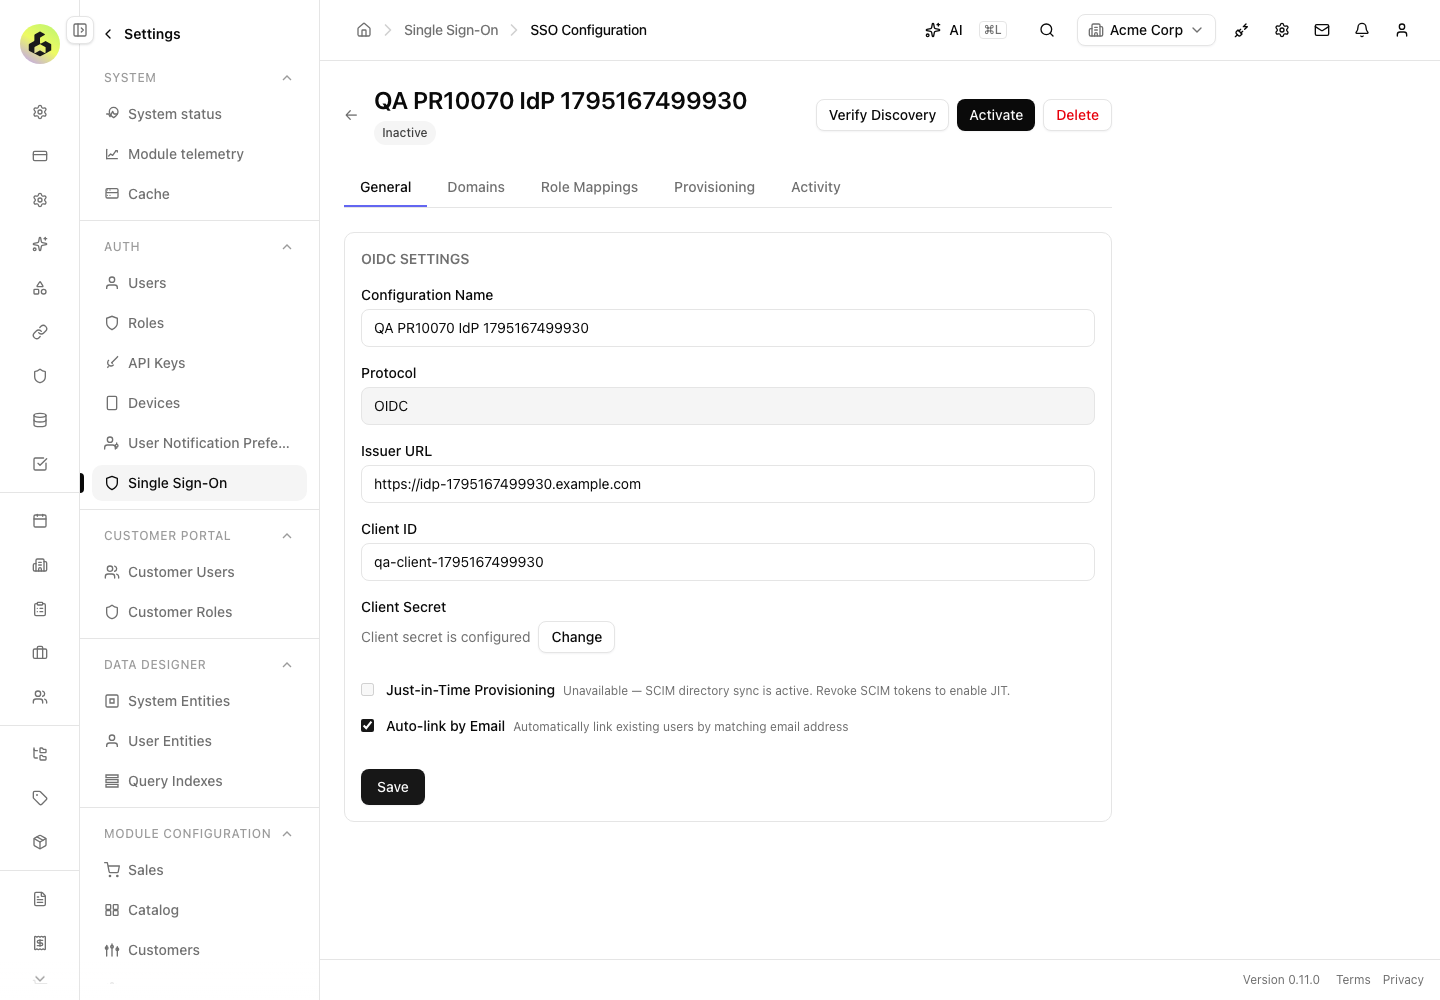 Settings
SYSTEM
System status
Module telemetry
Cache
AUTH
Users
Roles
API Keys
Devices
User Notification Prefe...
Single Sign-On
CUSTOMER PORTAL
Customer Users
Customer Roles
DATA DESIGNER
System Entities
User Entities
Query Indexes
MODULE CONFIGURATION
Sales
Catalog
Customers
Single Sign-On
SSO Configuration
AI ⌘L
Acme Corp
QA PR10070 IdP 1795167499930
Inactive
Verify Discovery
Activate
Delete
General
Domains
Role Mappings
Provisioning
Activity
OIDC SETTINGS
Configuration Name
QA PR10070 IdP 1795167499930
Protocol
OIDC
Issuer URL
https://idp-1795167499930.example.com
Client ID
qa-client-1795167499930
Client Secret
Client secret is configured
Change
Just-in-Time Provisioning Unavailable — SCIM directory sync is active. Revoke SCIM tokens to enable JIT.
Auto-link by Email Automatically link existing users by matching email address
Save
Version 0.11.0
Terms
Privacy